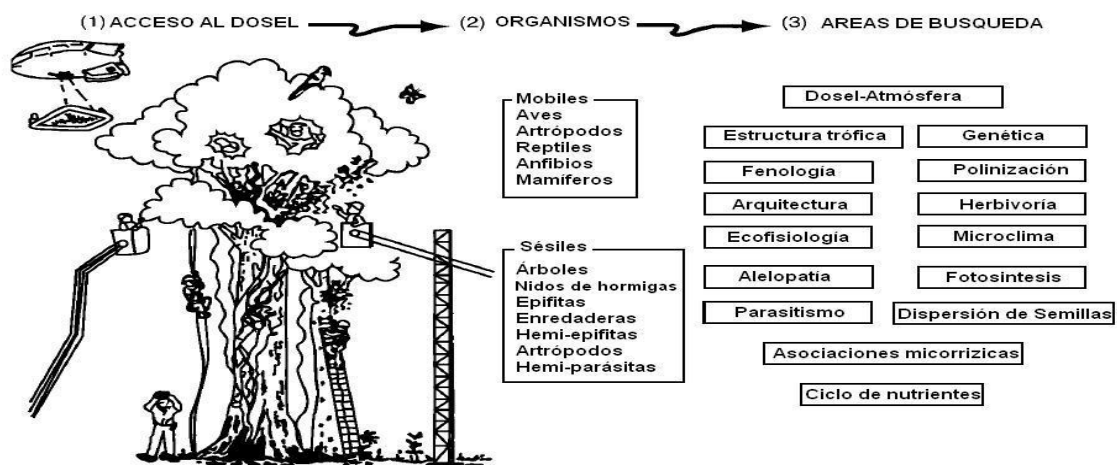 (1) ACCESO AL DOSEL (2) ORGANISMOS (3) AREAS DE BUSQUEDA
Mobiles
Aves
Artrópodos
Reptiles
Anfibios
Mamíferos
Sésiles
Árboles
Nidos de hormigas
Epifitas
Enredaderas
Hemi-epifitas
Artrópodos
Hemi-parásitas
Dosel-Atmósfera
Estructura trófica Genética
Fenología Polinización
Arquitectura Herbivoría
Ecofisiología Microclima
Alelopatía Fotosintesis
Parasitismo Dispersión de Semillas
Asociaciones micorrizicas
Ciclo de nutrientes